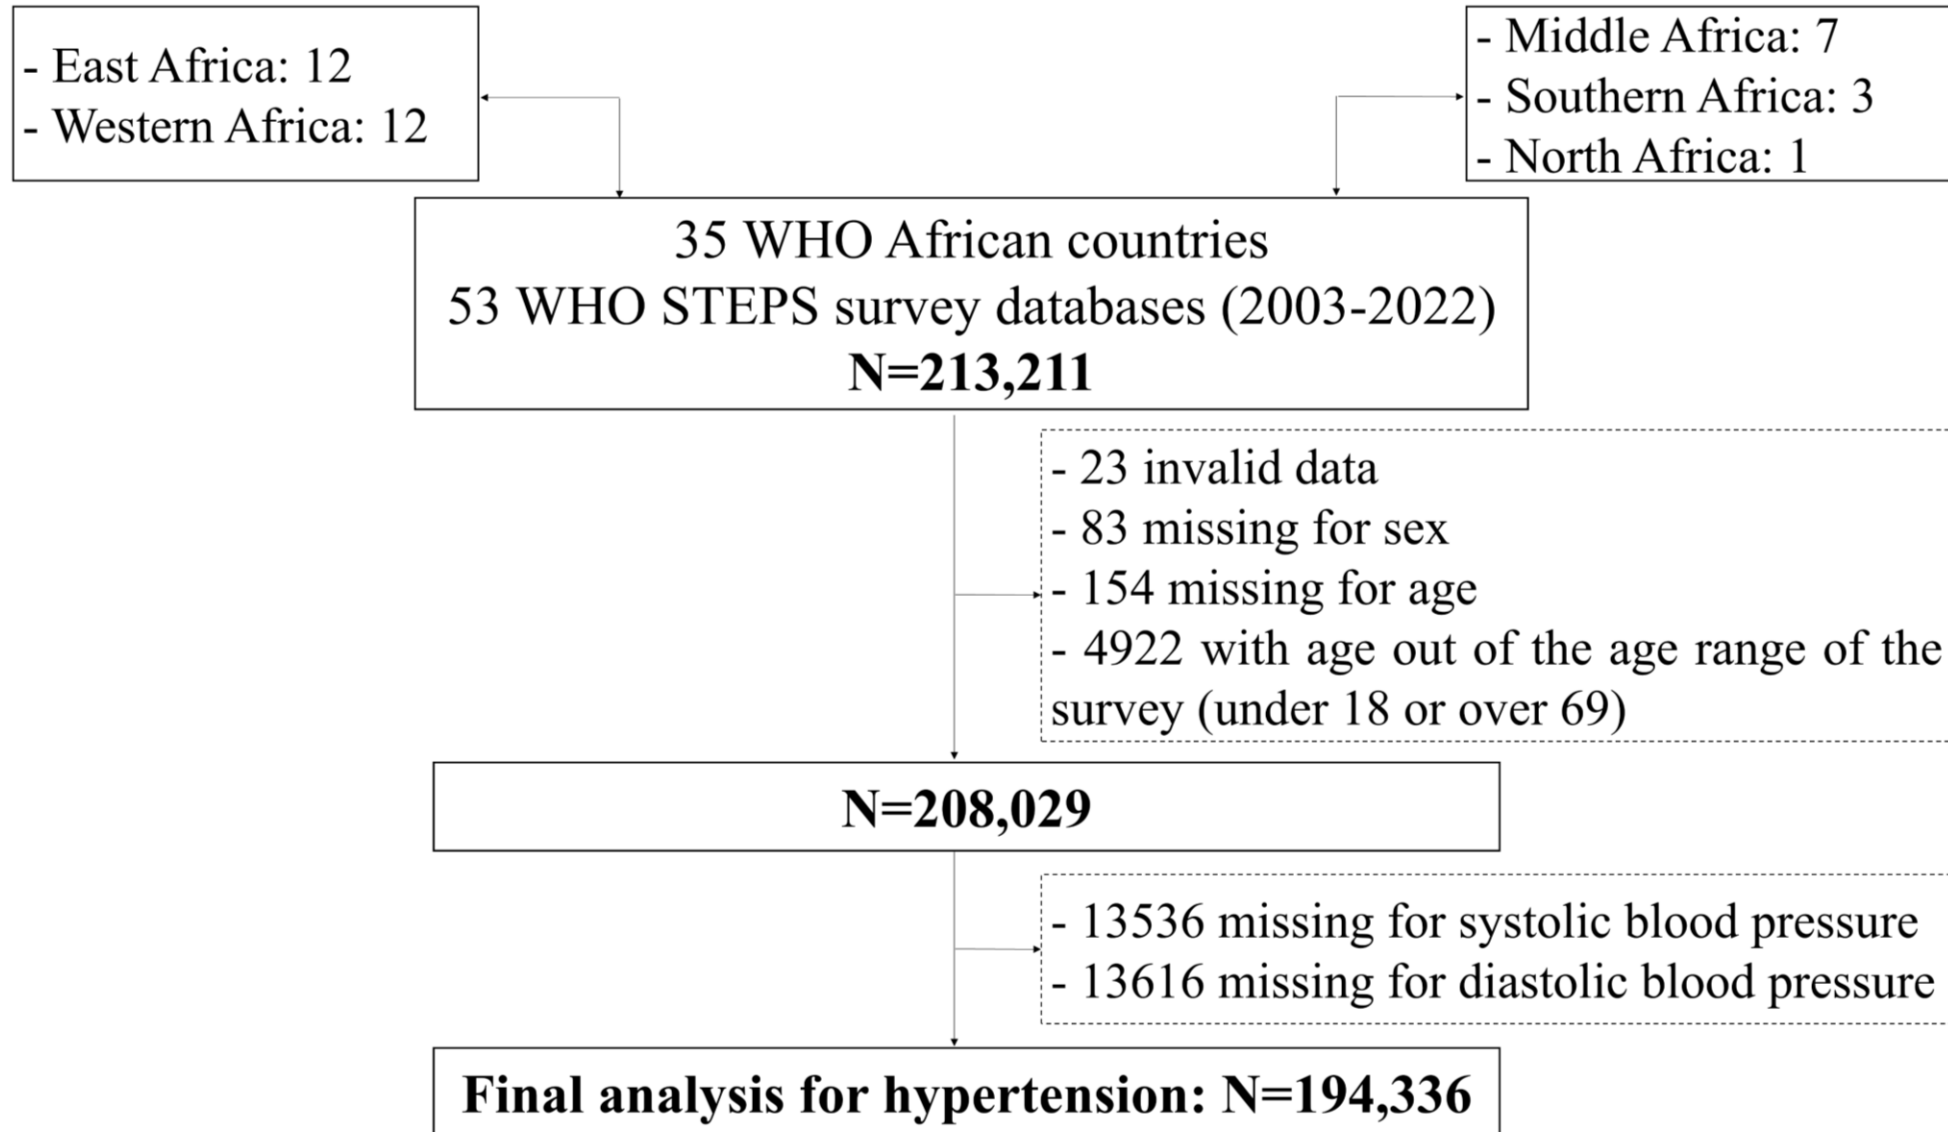 - East Africa: 12
- Western Africa: 12
- Middle Africa: 7
- Southern Africa: 3
- North Africa: 1
35 WHO African countries
53 WHO STEPS survey databases (2003-2022)
N=213,211
- 23 invalid data
- 83 missing for sex
- 154 missing for age
- 4922 with age out of the age range of the
survey (under 18 or over 69)
N=208,029
- 13536 missing for systolic blood pressure
- 13616 missing for diastolic blood pressure
Final analysis for hypertension: N=194,336